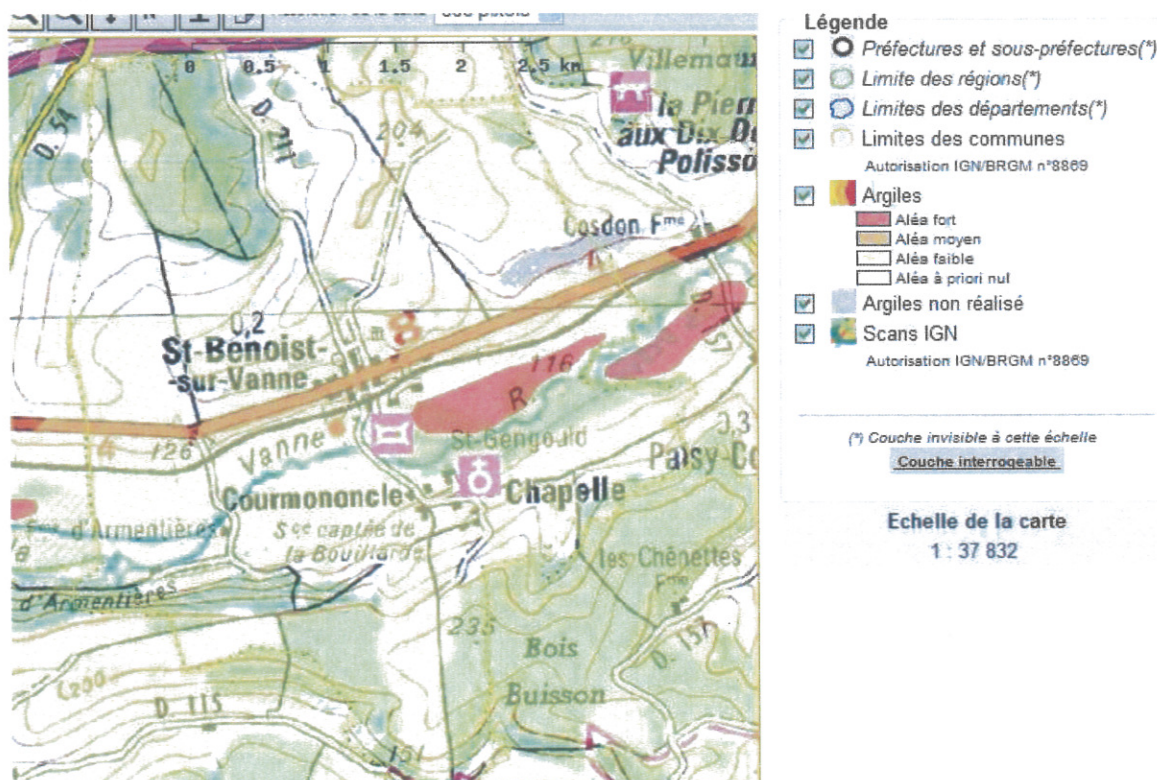 0 0.5 1 1.5 2 2.5 km
D. 54
D. 211
204
la Pierr
aux Dix Do
Polisso
Cosdon Fme
0,2
St-Benoist-
-sur-Vanne
8
116
R
D. 157
126
4
Vanne
7
St-Gengould
0,3
Courmononcle
Chapelle
Fme d'Armentières
Sce captée de
la Bouillarde
les Chênettes
Fme
d'Armentières
235
Bois
Buisson
D. 157
200
D. 115
Légende
Préfectures et sous-préfectures(*)
Limite des régions(*)
Limites des départements(*)
Limites des communes
Autorisation IGN/BRGM n°8869
Argiles
Aléa fort
Aléa moyen
Aléa faible
Aléa à priori nul
Argiles non réalisé
Scans IGN
Autorisation IGN/BRGM n°8869
(*) Couche invisible à cette échelle
Couche interrogeable
Echelle de la carte
1 : 37 832